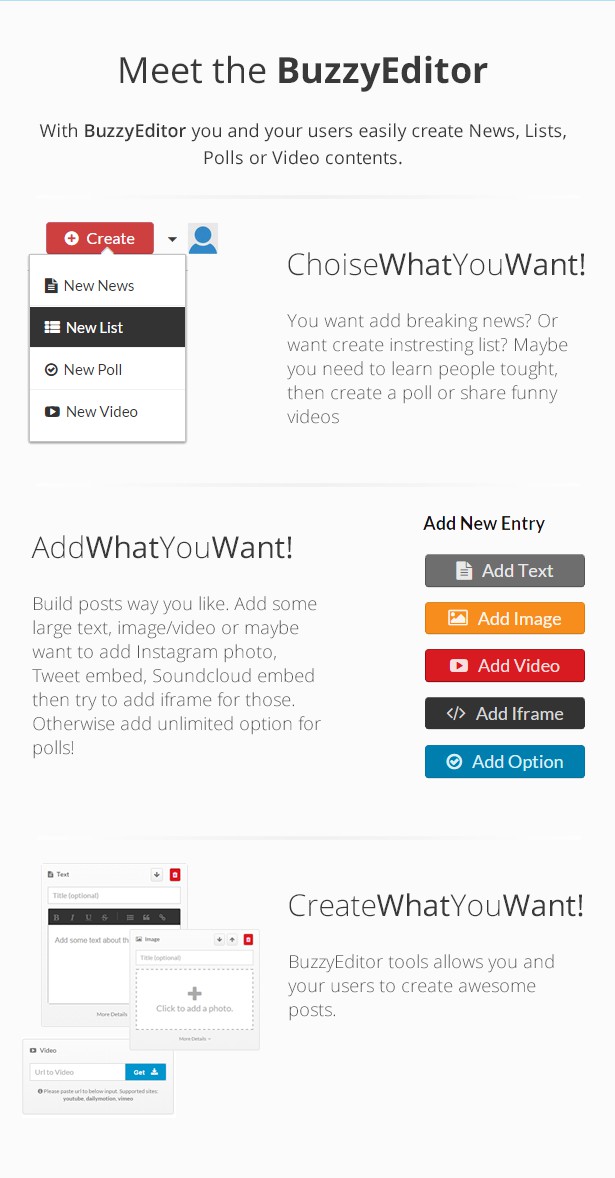 Meet the BuzzyEditor
With BuzzyEditor you and your users easily create News, Lists,
Polls or Video contents.
Create
New News
New List
New Poll
New Video
ChoiseWhatYouWant!
You want add breaking news? Or
want create instresting list? Maybe
you need to learn people tought,
then create a poll or share funny
videos
AddWhatYouWant!
Build posts way you like. Add some
large text, image/video or maybe
want to add Instagram photo,
Tweet embed, Soundcloud embed
then try to add iframe for those.
Otherwise add unlimited option for
polls!
Add New Entry
Add Text
Add Image
Add Video
Add Iframe
Add Option
Text
Title (optional)
B I U S
Add some text about th
More Details
Image
Title (optional)
Click to add a photo.
More Details
Video
Url to Video
Get
Please paste url to below input. Supported sites:
youtube, dailymotion, vimeo
CreateWhatYouWant!
BuzzyEditor tools allows you and
your users to create awesome
posts.